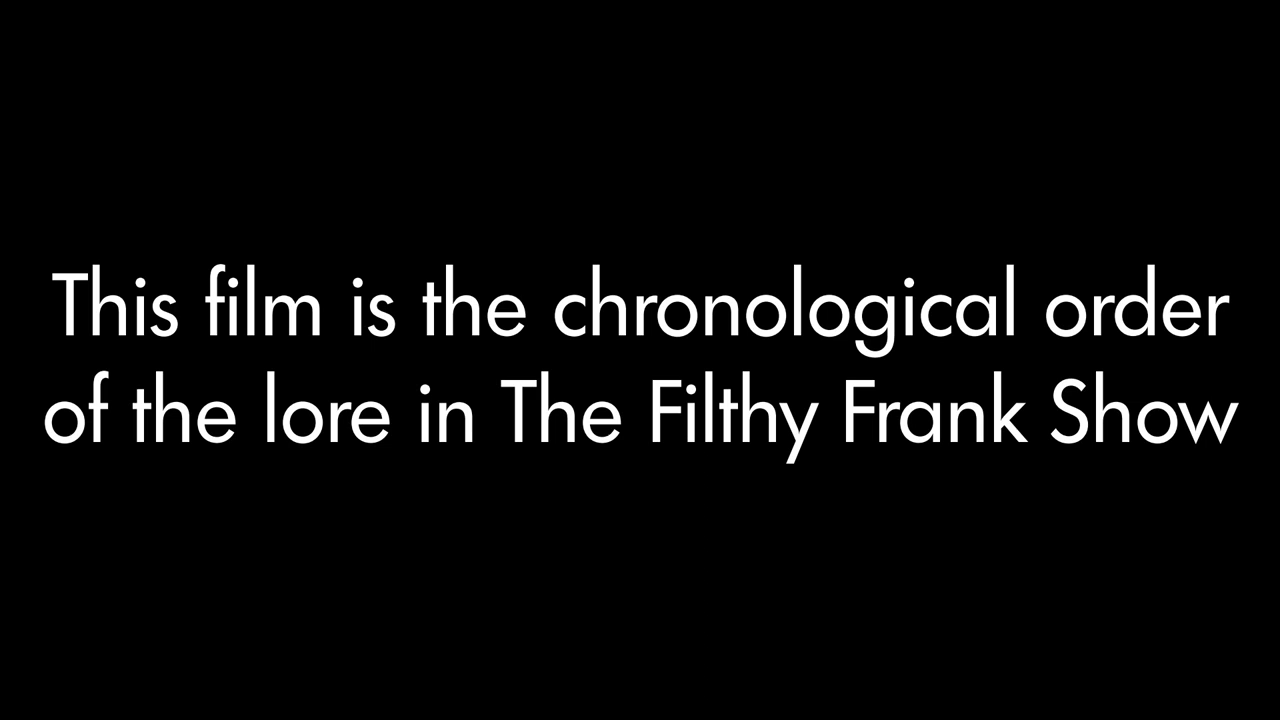 This film is the chronological order
of the lore in The Filthy Frank Show